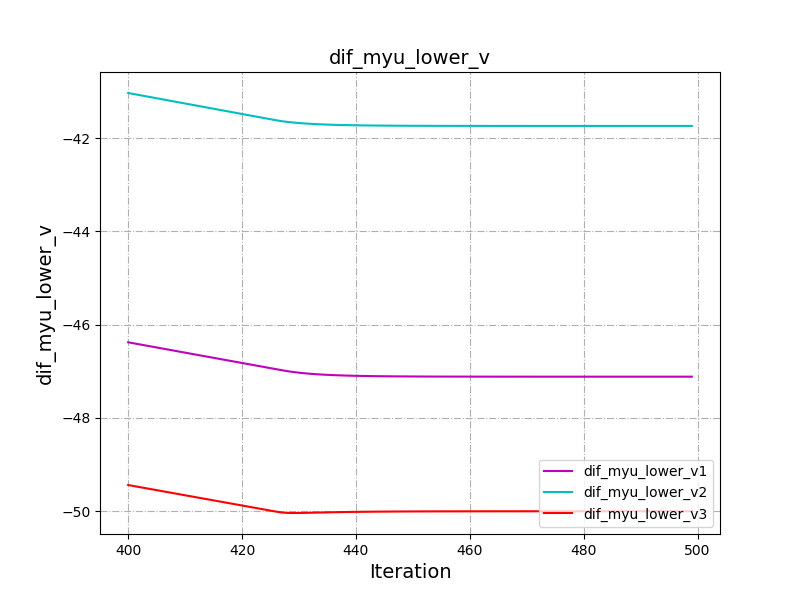 dif_myu_lower_v
dif_myu_lower_v
−42
−44
−46
−48
−50
400
420
440
460
480
500
Iteration
dif_myu_lower_v1
dif_myu_lower_v2
dif_myu_lower_v3